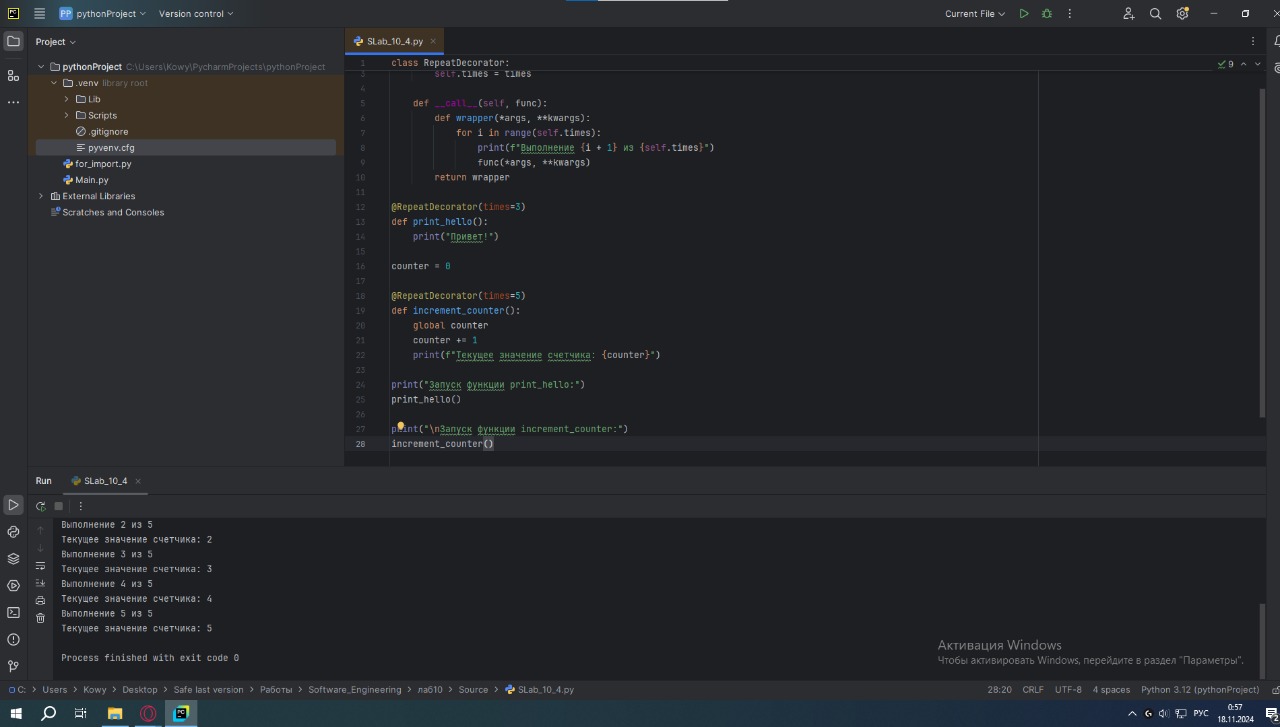 PC
PP pythonProject Version control
Current File
Project
SLab_10_4.py
pythonProject C:\Users\Kowy\PycharmProjects\pythonProject
.venv library root
Lib
Scripts
.gitignore
pyvenv.cfg
for_import.py
Main.py
External Libraries
Scratches and Consoles
9
1 class RepeatDecorator:
3 self.times = times
4
5 def __call__(self, func):
6 def wrapper(*args, **kwargs):
7 for i in range(self.times):
8 print(f"Выполнение {i + 1} из {self.times}")
9 func(*args, **kwargs)
10 return wrapper
11
12 @RepeatDecorator(times=3)
13 def print_hello():
14 print("Привет!")
15
16 counter = 0
17
18 @RepeatDecorator(times=5)
19 def increment_counter():
20 global counter
21 counter += 1
22 print(f"Текущее значение счетчика: {counter}")
23
24 print("Запуск функции print_hello:")
25 print_hello()
26
27 print("\nЗапуск функции increment_counter:")
28 increment_counter()
Run SLab_10_4
Выполнение 2 из 5
Текущее значение счетчика: 2
Выполнение 3 из 5
Текущее значение счетчика: 3
Выполнение 4 из 5
Текущее значение счетчика: 4
Выполнение 5 из 5
Текущее значение счетчика: 5
Process finished with exit code 0
Активация Windows
Чтобы активировать Windows, перейдите в раздел "Параметры".
C: > Users > Kowy > Desktop > Safe last version > Работы > Software_Engineering > лаб10 > Source > SLab_10_4.py
28:20 CRLF UTF-8 4 spaces Python 3.12 (pythonProject)
РУС
0:57
18.11.2024